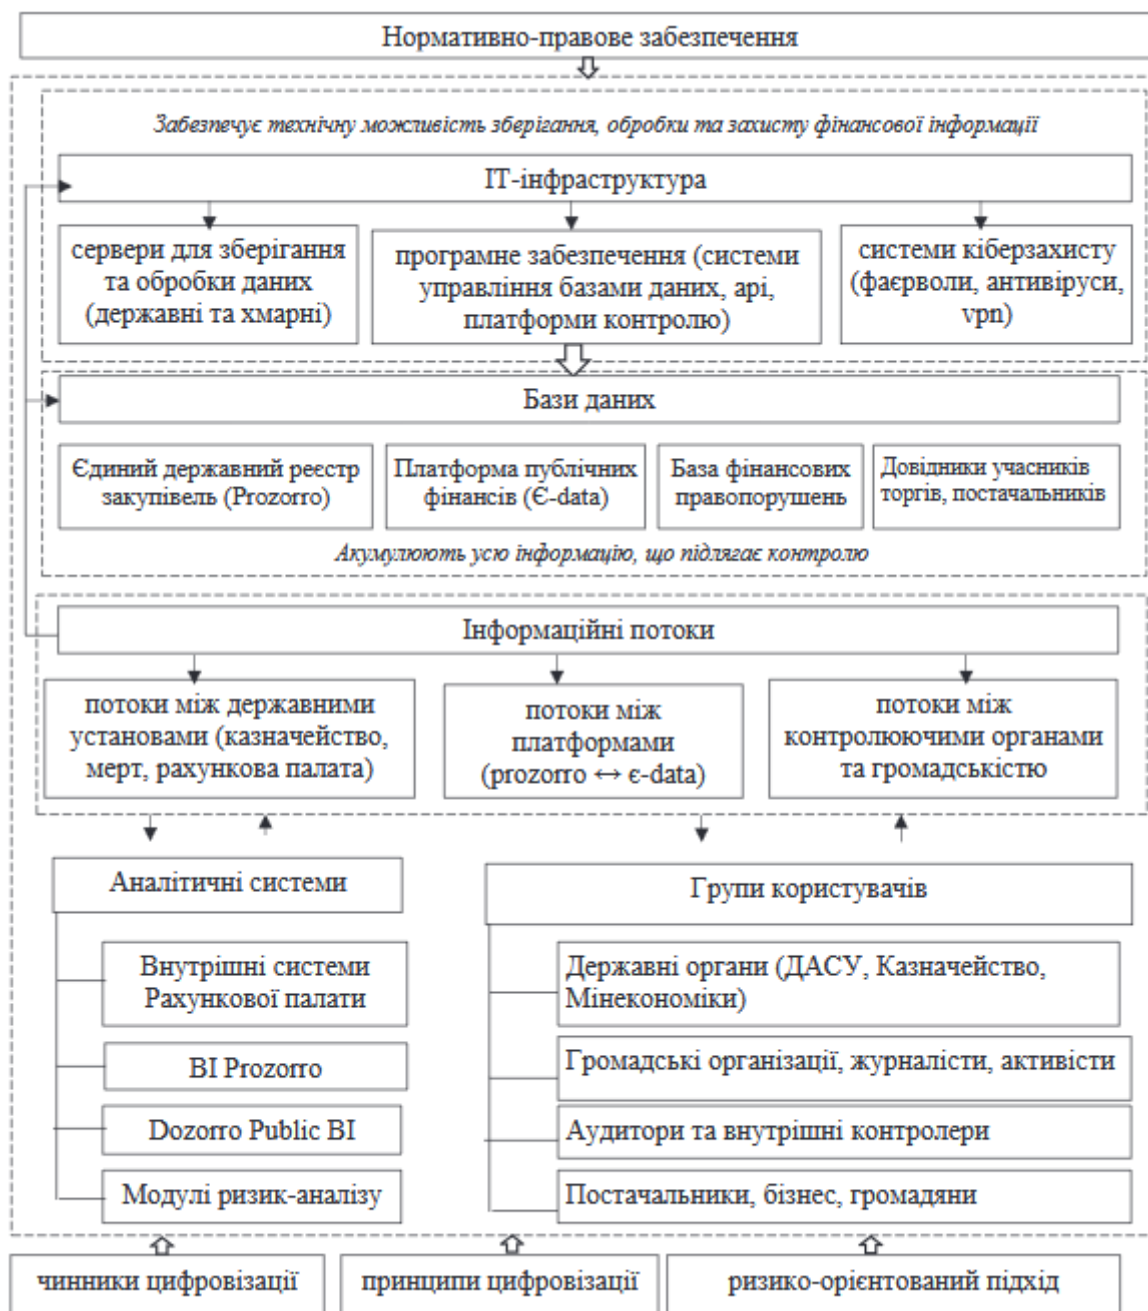 Нормативно-правове забезпечення
Забезпечує технічну можливість зберігання, обробки та захисту фінансової інформації
ІТ-інфраструктура
сервери для зберігання
та обробки даних
(державні та хмарні)
програмне забезпечення (системи
управління базами даних, арі,
платформи контролю)
системи кіберзахисту
(фаєрволи, антивіруси,
vpn)
Бази даних
Єдиний державний реєстр
закупівель (Prozorro)
Платформа публічних
фінансів (Є-data)
База фінансових
правопорушень
Довідники учасників
торгів, постачальників
Акумулюють усю інформацію, що підлягає контролю
Інформаційні потоки
потоки між державними
установами (казначейство,
мерт, рахункова палата)
потоки між
платформами
(prozorro ↔ є-data)
потоки між
контролюючими органами
та громадськістю
Аналітичні системи
Внутрішні системи
Рахункової палати
BI Prozorro
Dozorro Public BI
Модулі ризик-аналізу
Групи користувачів
Державні органи (ДАСУ, Казначейство,
Мінекономіки)
Громадські організації, журналісти, активісти
Аудитори та внутрішні контролери
Постачальники, бізнес, громадяни
чинники цифровізації
принципи цифровізації
ризико-орієнтований підхід